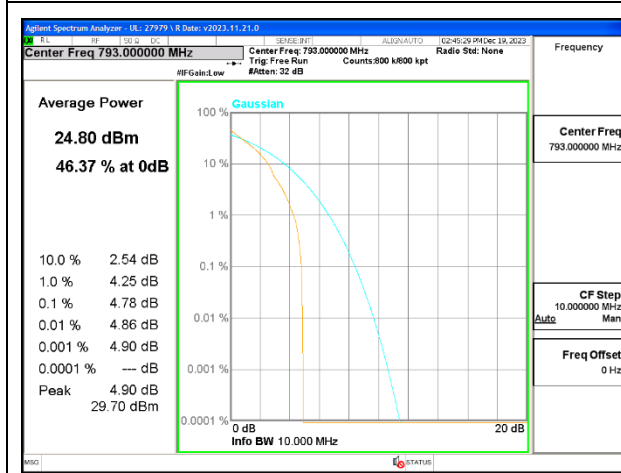 Agilent Spectrum Analyzer - UL: 27979 \ R Date: v2023.11.21.0
RL RF 50 Ω DC SENSE:INT ALIGN AUTO 02:45:29 PM Dec 19, 2023
Center Freq 793.000000 MHz
Center Freq: 793.000000 MHz Radio Std: None
Trig: Free Run Counts:800 k/800 kpt
#IFGain:Low #Atten: 32 dB
Frequency
Average Power
24.80 dBm
46.37 % at 0dB
10.0 % 2.54 dB
1.0 % 4.25 dB
0.1 % 4.78 dB
0.01 % 4.86 dB
0.001 % 4.90 dB
0.0001 % --- dB
Peak 4.90 dB
29.70 dBm
Gaussian
100 %
10 %
1 %
0.1 %
0.01 %
0.001 %
0.0001 %
0 dB 20 dB
Info BW 10.000 MHz
Center Freq
793.000000 MHz
CF Step
10.000000 MHz
Auto Man
Freq Offset
0 Hz
MSG STATUS